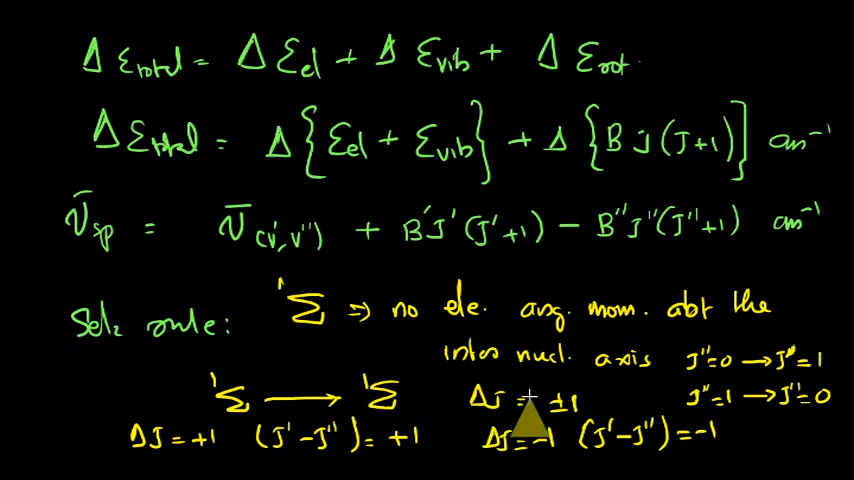 Δ ε_total = Δ ε_el + Δ ε_vib + Δ ε_rot.
Δ ε_total = Δ { ε_el + ε_vib } + Δ { B J (J+1) } cm⁻¹
ν̄_sp = ν̄_(v',v'') + B'J'(J'+1) − B''J''(J''+1) cm⁻¹
Selⁿ rule: ¹Σ ⇒ no ele. ang. mom. abt the
inter nucl. axis J''=0 → J'=1
¹Σ → ¹Σ ΔJ = ±1 J''=1 → J'=0
ΔJ = +1 (J' − J'') = +1 ΔJ = −1 (J' − J'') = −1